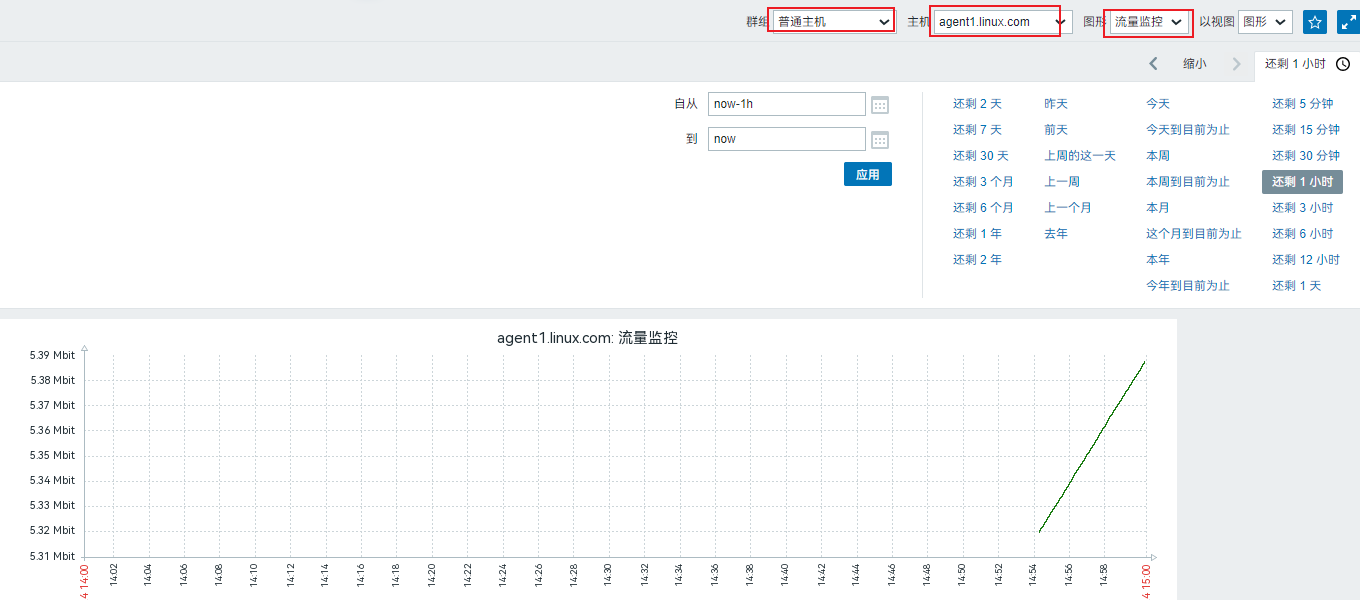 群组 普通主机 主机 agent1.linux.com 图形 流量监控 以视图 图形
缩小 还剩 1 小时
自从 now-1h
到 now
应用
还剩 2 天 昨天 今天 还剩 5 分钟
还剩 7 天 前天 今天到目前为止 还剩 15 分钟
还剩 30 天 上周的这一天 本周 还剩 30 分钟
还剩 3 个月 上一周 本周到目前为止 还剩 1 小时
还剩 6 个月 上一个月 本月 还剩 3 小时
还剩 1 年 去年 这个月到目前为止 还剩 6 小时
还剩 2 年 本年 还剩 12 小时
今年到目前为止 还剩 1 天
agent1.linux.com: 流量监控
5.39 Mbit
5.38 Mbit
5.37 Mbit
5.36 Mbit
5.35 Mbit
5.34 Mbit
5.33 Mbit
5.32 Mbit
5.31 Mbit
4 14:00 14:02 14:04 14:06 14:08 14:10 14:12 14:14 14:16 14:18 14:20 14:22 14:24 14:26 14:28 14:30 14:32 14:34 14:36 14:38 14:40 14:42 14:44 14:46 14:48 14:50 14:52 14:54 14:56 14:58 4 15:00